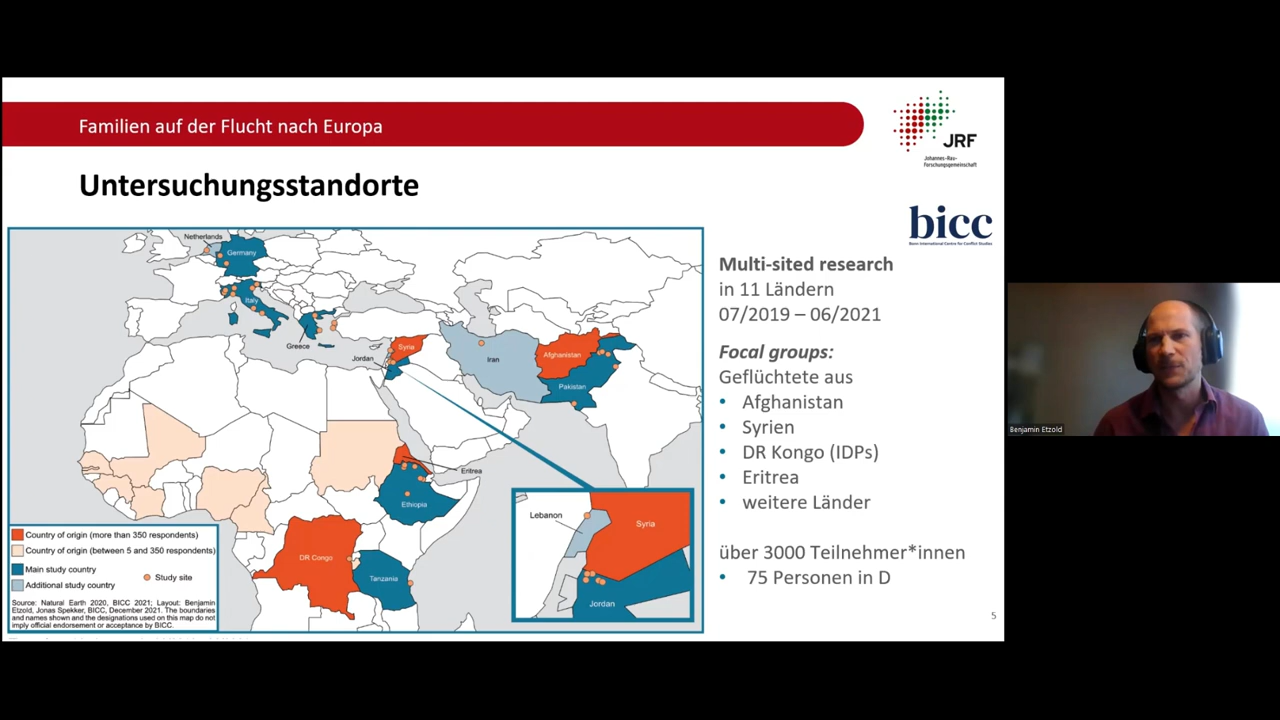 Familien auf der Flucht nach Europa
JRF
Johannes-Rau-
Forschungsgemeinschaft
Untersuchungsstandorte
bicc
Bonn International Centre for Conflict Studies
Netherlands
Germany
Italy
Greece
Syria
Jordan
Iran
Afghanistan
Pakistan
Eritrea
Ethiopia
DR Congo
Tanzania
Lebanon
Syria
Jordan
Country of origin (more than 350 respondents)
Country of origin (between 5 and 350 respondents)
Main study country
Additional study country
Study site
Source: Natural Earth 2020, BICC 2021; Layout: Benjamin
Etzold, Jonas Spekker, BICC, December 2021. The boundaries
and names shown and the designations used on this map do not
imply official endorsement or acceptance by BICC.
Multi-sited research
in 11 Ländern
07/2019 – 06/2021
Focal groups:
Geflüchtete aus
• Afghanistan
• Syrien
• DR Kongo (IDPs)
• Eritrea
• weitere Länder
über 3000 Teilnehmer*innen
• 75 Personen in D
5
Benjamin Etzold